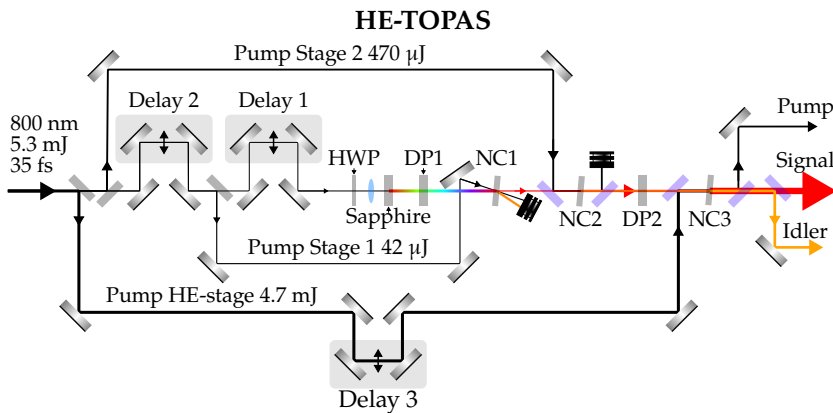 HE-TOPAS
Pump Stage 2 470 µJ
Delay 2
Delay 1
Pump
800 nm
5.3 mJ
35 fs
HWP
DP1
NC1
Signal
Sapphire
NC2
DP2
NC3
Idler
Pump Stage 1 42 µJ
Pump HE-stage 4.7 mJ
Delay 3